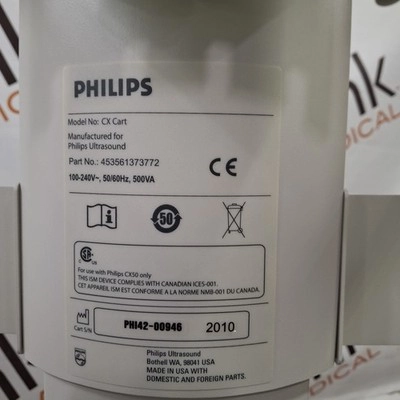 PHILIPS
Model No: CX Cart
Manufactured for
Philips Ultrasound
Part No.: 453561373772
100-240V~, 50/60Hz, 500VA
CE
i
50
For use with Philips CX50 only
THIS ISM DEVICE COMPLIES WITH CANADIAN ICES-001.
CET APPAREIL ISM EST CONFORME A LA NORME NMB-001 DU CANADA.
Cart S/N
PHI42-00946 2010
Philips Ultrasound
Bothell WA, 98041 USA
MADE IN USA WITH
DOMESTIC AND FOREIGN PARTS.
nk
DICAL